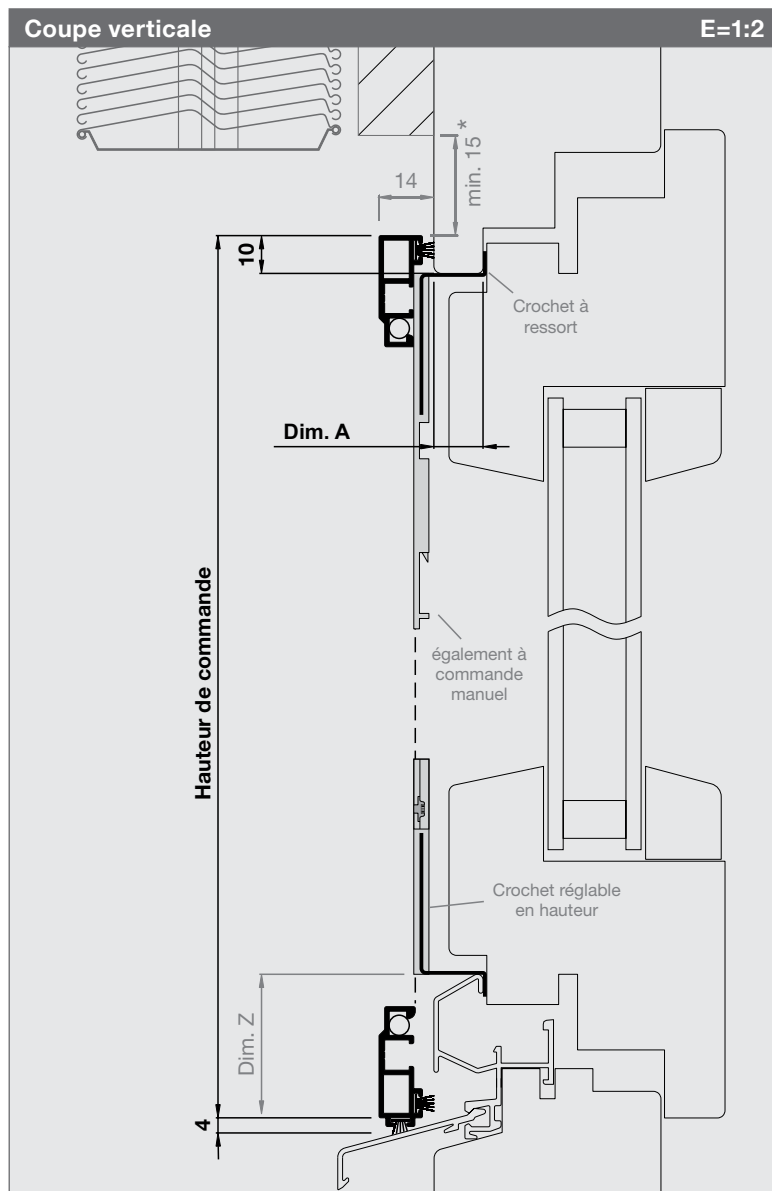 Coupe verticale E=1:2
14
min. 15*
10
Crochet à
ressort
Dim. A
Hauteur de commande
également à
commande
manuel
Crochet réglable
en hauteur
Dim. Z
4